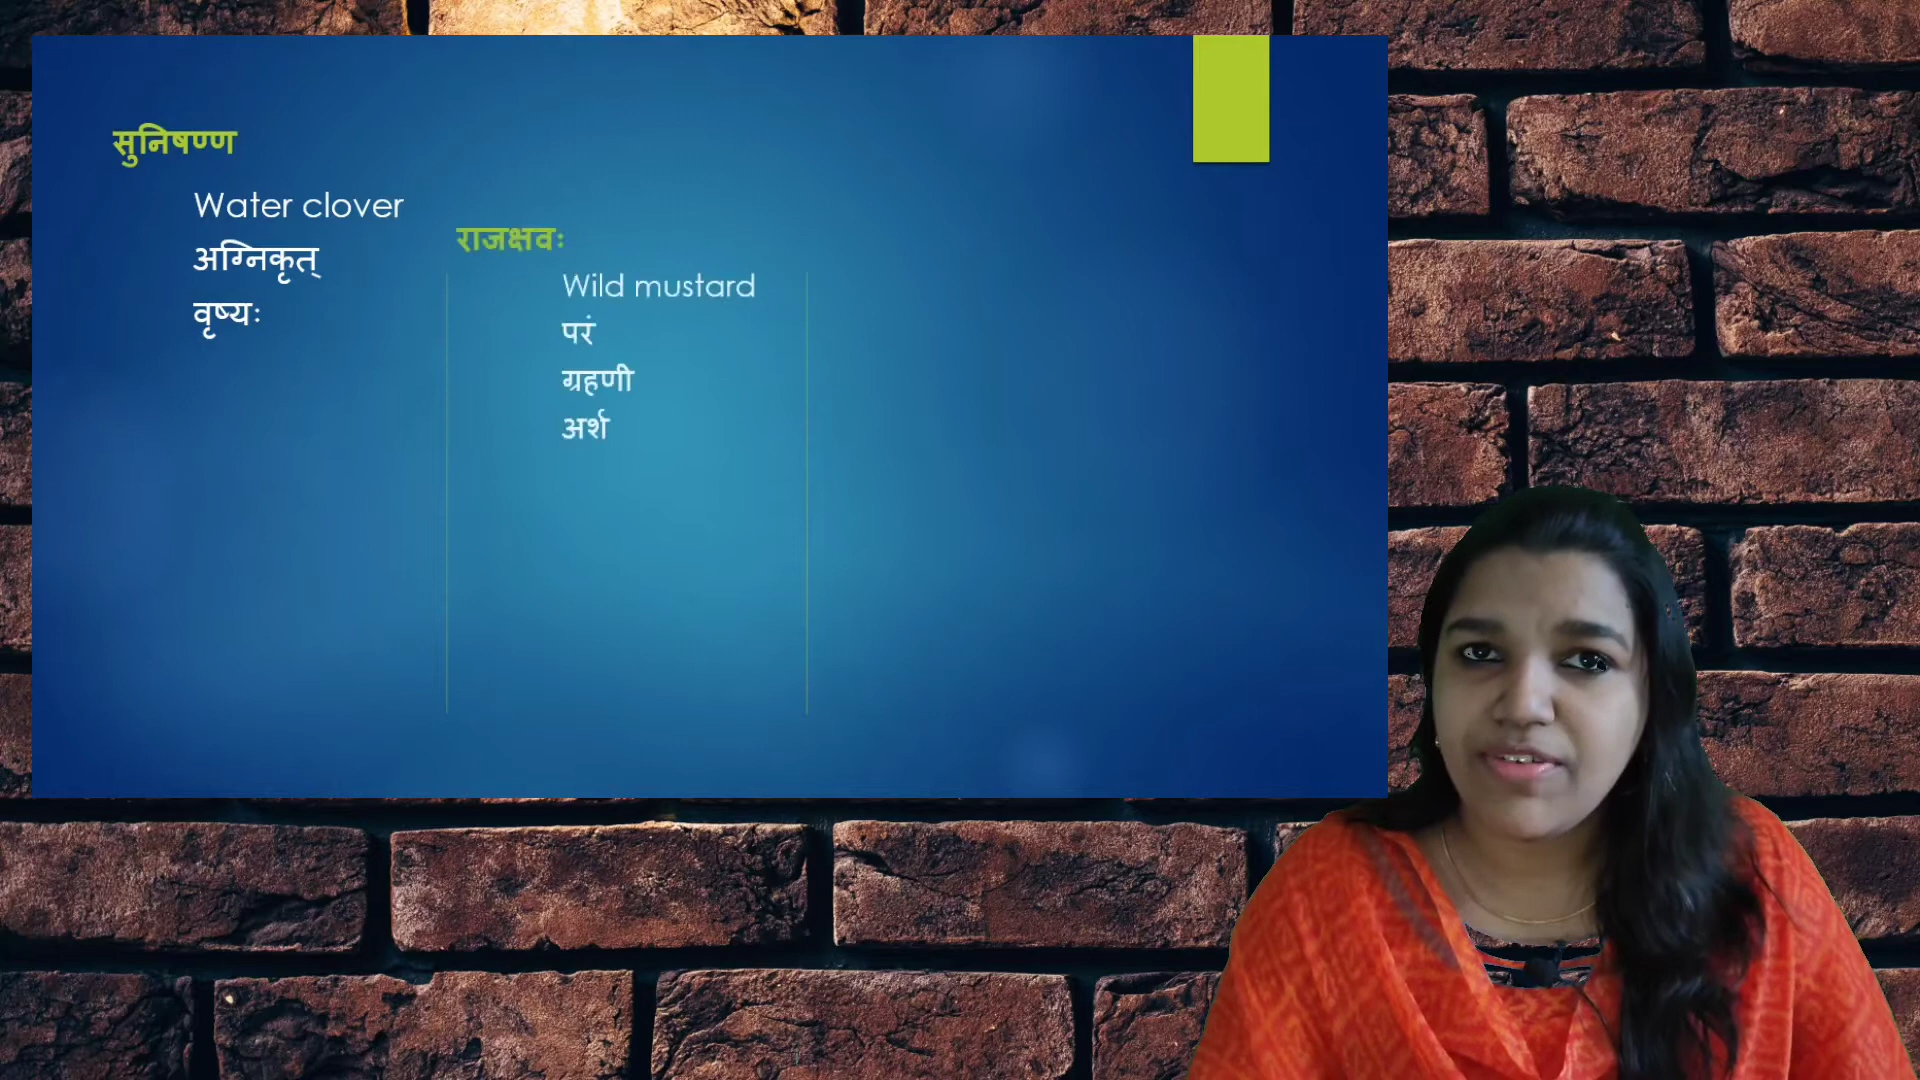 सुनिषण्ण
Water clover
अग्निकृत्
वृष्यः
राजक्षवः
Wild mustard
परं
ग्रहणी
अर्श